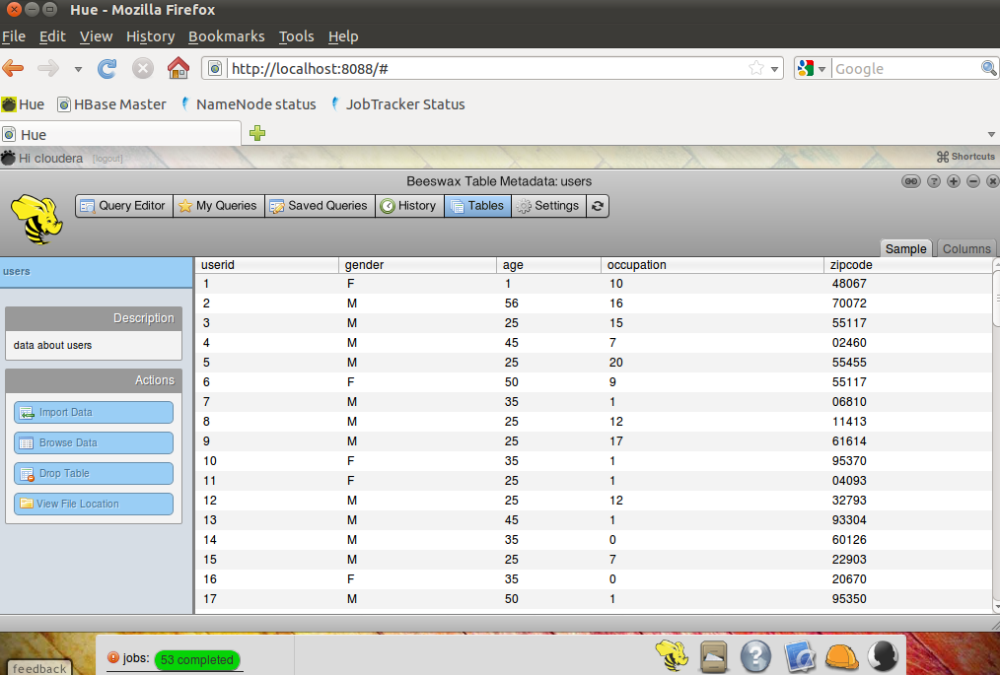 Hue - Mozilla Firefox
File Edit View History Bookmarks Tools Help
http://localhost:8088/# Google
Hue HBase Master NameNode status JobTracker Status
Hue
Hi cloudera [logout] Shortcuts
Beeswax Table Metadata: users
Query Editor My Queries Saved Queries History Tables Settings
Sample Columns
users
Description
data about users
Actions
Import Data
Browse Data
Drop Table
View File Location
userid gender age occupation zipcode
1 F 1 10 48067
2 M 56 16 70072
3 M 25 15 55117
4 M 45 7 02460
5 M 25 20 55455
6 F 50 9 55117
7 M 35 1 06810
8 M 25 12 11413
9 M 25 17 61614
10 F 35 1 95370
11 F 25 1 04093
12 M 25 12 32793
13 M 45 1 93304
14 M 35 0 60126
15 M 25 7 22903
16 F 35 0 20670
17 M 50 1 95350
feedback
jobs: 53 completed